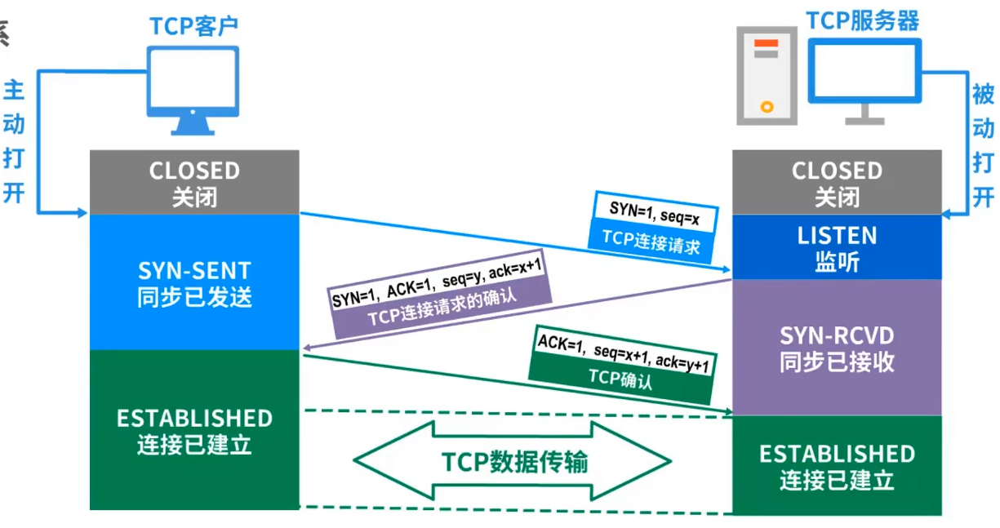 系
TCP客户
TCP服务器
主动打开
被动打开
CLOSED
关闭
CLOSED
关闭
SYN=1, seq=x
TCP连接请求
LISTEN
监听
SYN-SENT
同步已发送
SYN=1, ACK=1, seq=y, ack=x+1
TCP连接请求的确认
SYN-RCVD
同步已接收
ACK=1, seq=x+1, ack=y+1
TCP确认
ESTABLISHED
连接已建立
TCP数据传输
ESTABLISHED
连接已建立